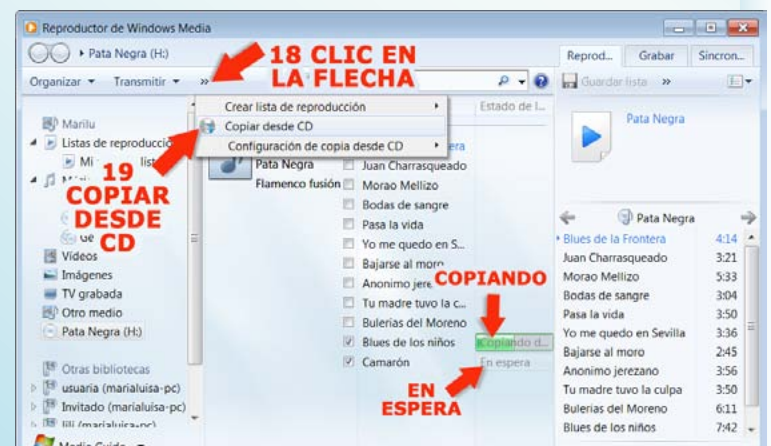 Reproductor de Windows Media
Pata Negra (H:)
18 CLIC EN
LA FLECHA
Reprod...
Grabar
Sincron...
Organizar
Transmitir
»
Guardar lista
»
Crear lista de reproducción
Copiar desde CD
Configuración de copia desde CD
Estado de l...
Marilu
Listas de reproducció
Mi
list
19
COPIAR
DESDE
CD
Vídeos
Imágenes
TV grabada
Otro medio
Pata Negra (H:)
Otras bibliotecas
usuaria (marialuisa-pc)
Invitado (marialuisa-pc)
lili (marialuisa-pc)
Media Guide
Pata Negra
Flamenco fusión
Juan Charrasqueado
Morao Mellizo
Bodas de sangre
Pasa la vida
Yo me quedo en S...
Bajarse al moro
Anonimo jere
Tu madre tuvo la c...
Bulerias del Moreno
Blues de los niños
Copiando d...
Camarón
En espera
COPIANDO
EN
ESPERA
Pata Negra
Pata Negra
Blues de la Frontera 4:14
Juan Charrasqueado 3:21
Morao Mellizo 5:33
Bodas de sangre 3:04
Pasa la vida 3:50
Yo me quedo en Sevilla 3:36
Bajarse al moro 2:45
Anonimo jerezano 3:56
Tu madre tuvo la culpa 3:50
Bulerias del Moreno 6:11
Blues de los niños 7:42